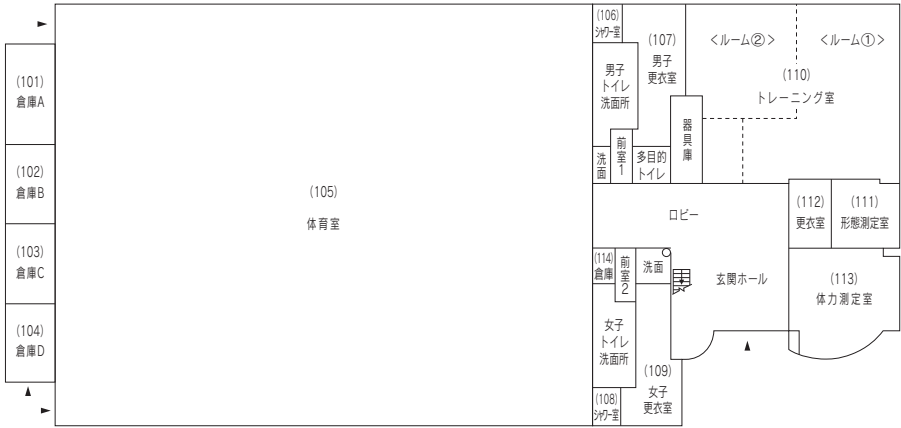 (101)
倉庫A
(102)
倉庫B
(103)
倉庫C
(104)
倉庫D
(105)
体育室
(106)
シャワー室
男子
トイレ
洗面所
(107)
男子
更衣室
洗面
前室1
多目的
トイレ
器具庫
<ルーム②>
<ルーム①>
(110)
トレーニング室
ロビー
(112)
更衣室
(111)
形態測定室
(114)
倉庫
前室2
洗面
玄関ホール
(113)
体力測定室
女子
トイレ
洗面所
(109)
女子
更衣室
(108)
シャワー室